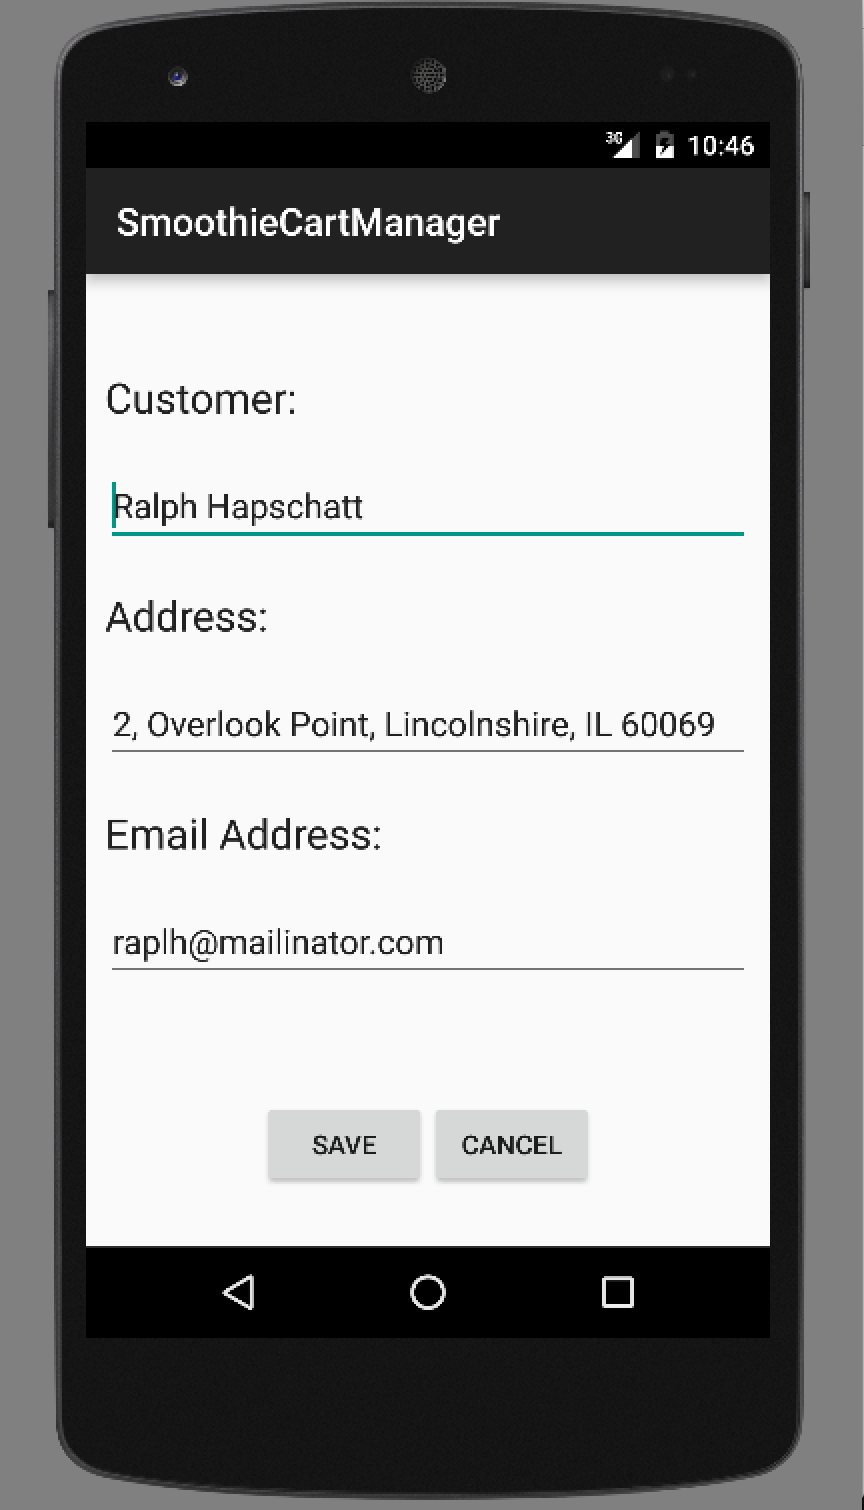 3G 10:46
SmoothieCartManager
Customer:
Ralph Hapschatt
Address:
2, Overlook Point, Lincolnshire, IL 60069
Email Address:
raplh@mailinator.com
SAVE CANCEL